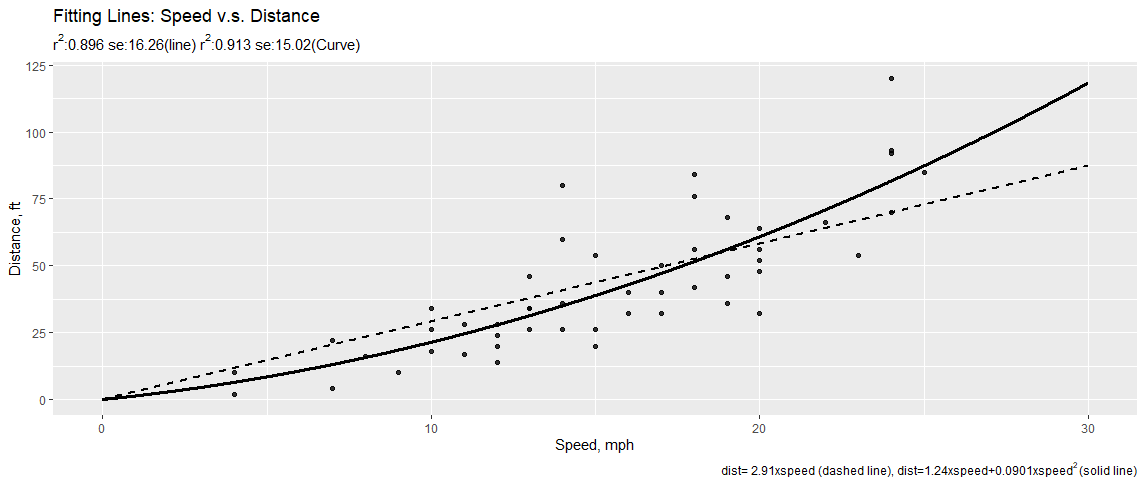 Fitting Lines: Speed v.s. Distance
r²:0.896 se:16.26(line) r²:0.913 se:15.02(Curve)
125
100
75
50
25
0
Distance, ft
0 10 20 30
Speed, mph
dist= 2.91xspeed (dashed line), dist=1.24xspeed+0.0901xspeed² (solid line)